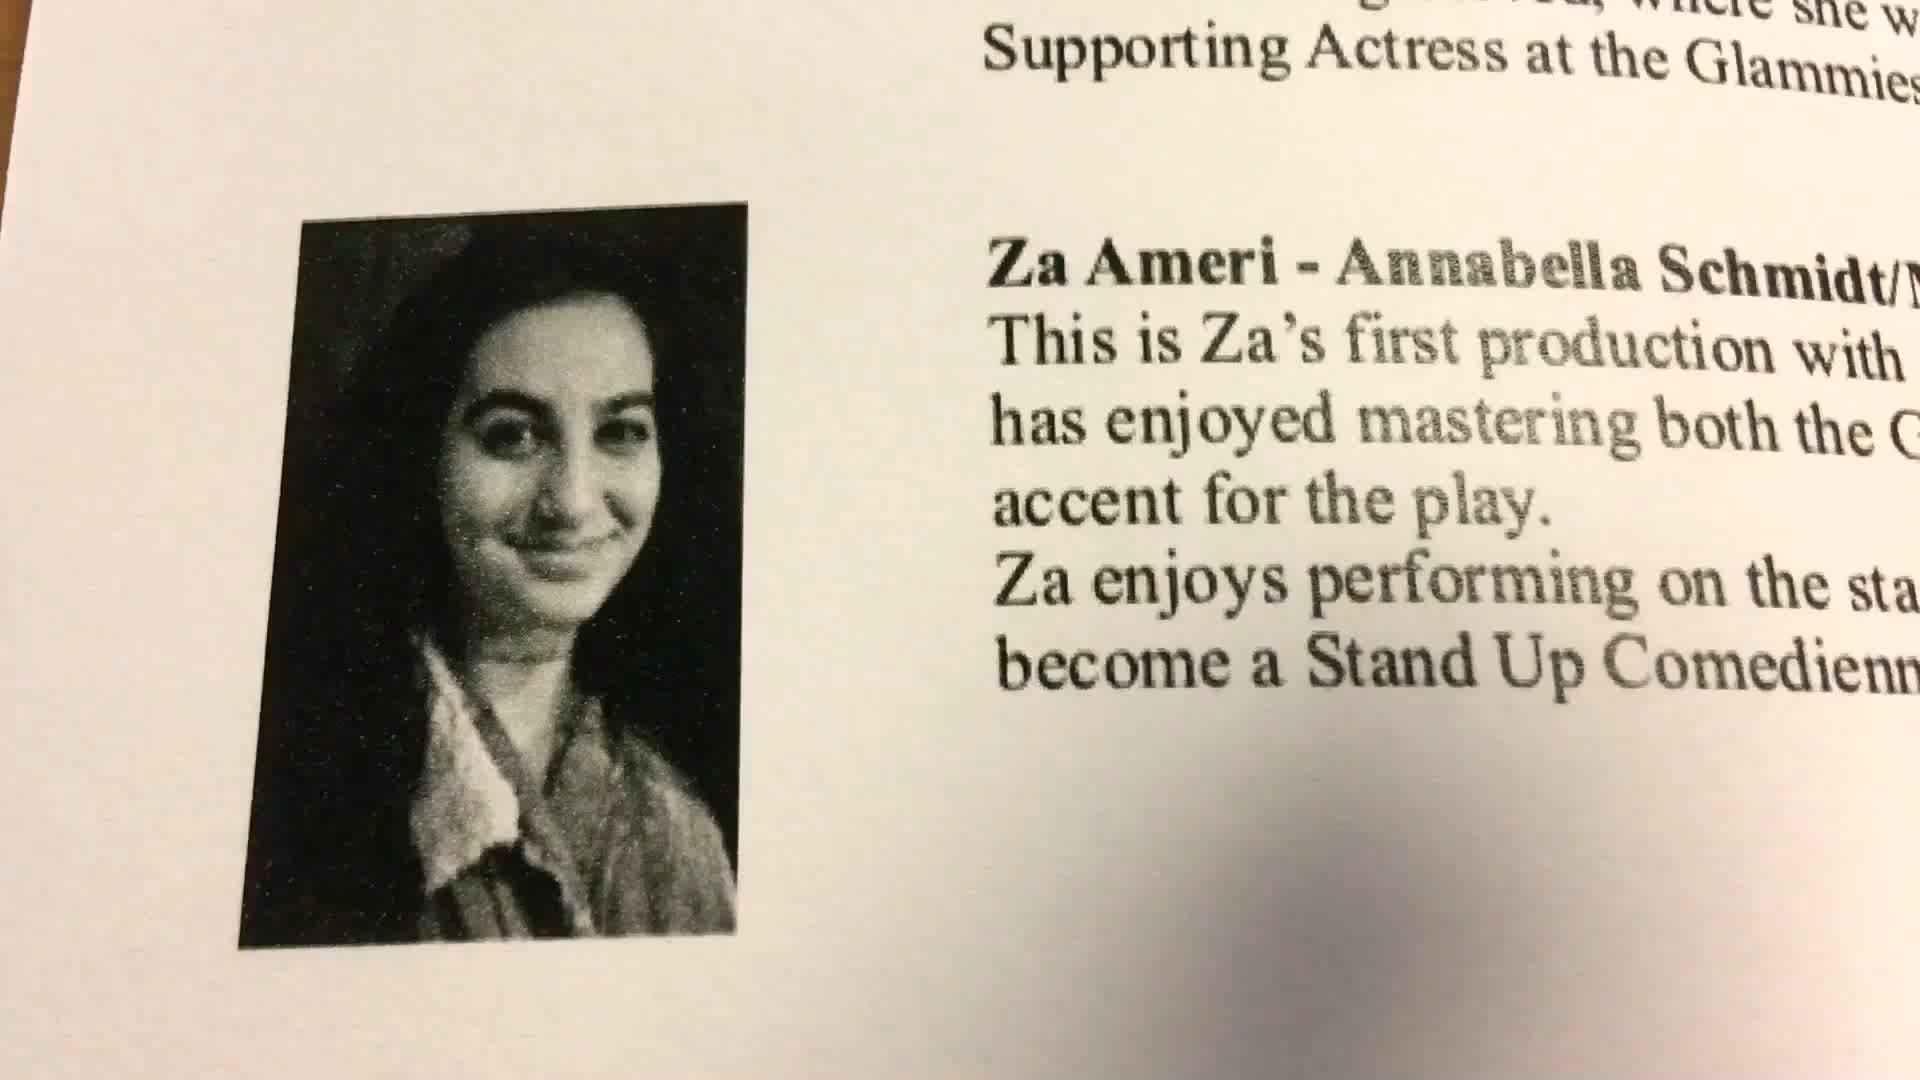 she w
Supporting Actress at the Glammies
Za Ameri - Annabella Schmidt/
This is Za's first production with
has enjoyed mastering both the
accent for the play.
Za enjoys performing on the sta
become a Stand Up Comedienn